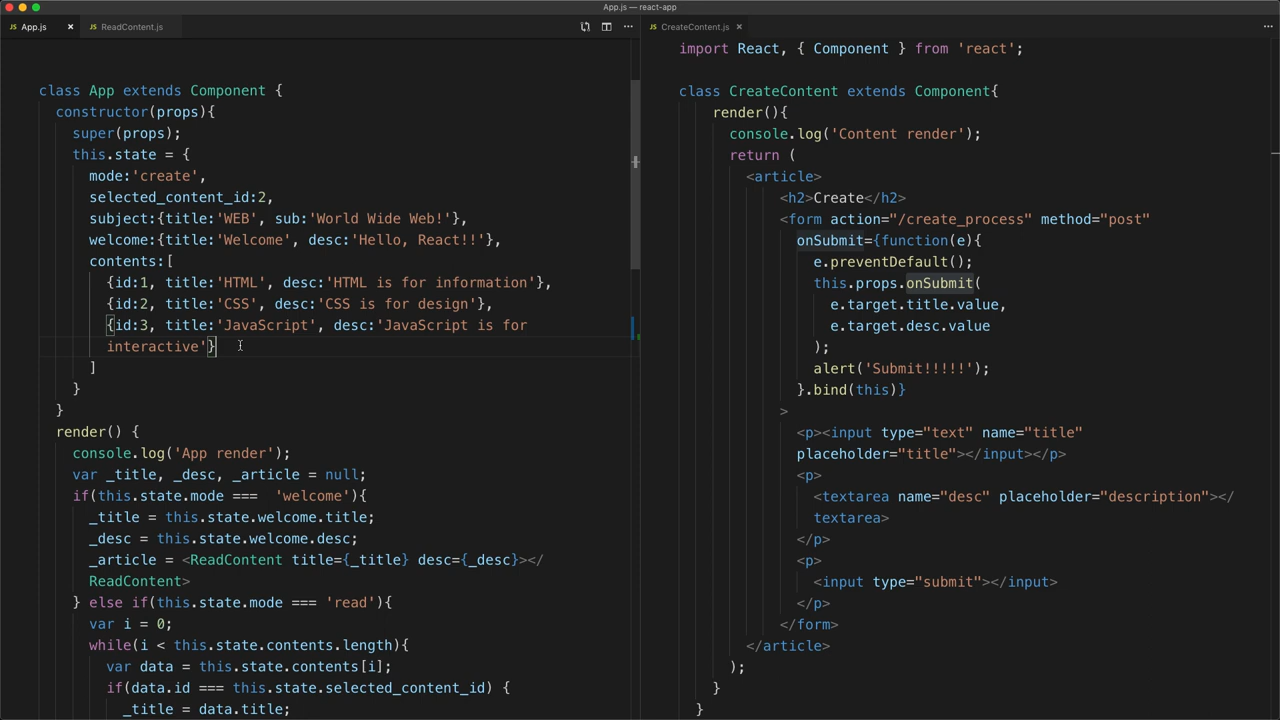 App.js — react-app
JS App.js ×
JS ReadContent.js
class App extends Component {
constructor(props){
super(props);
this.state = {
mode:'create',
selected_content_id:2,
subject:{title:'WEB', sub:'World Wide Web!'},
welcome:{title:'Welcome', desc:'Hello, React!!'},
contents:[
{id:1, title:'HTML', desc:'HTML is for information'},
{id:2, title:'CSS', desc:'CSS is for design'},
{id:3, title:'JavaScript', desc:'JavaScript is for
interactive'}
]
}
}
render() {
console.log('App render');
var _title, _desc, _article = null;
if(this.state.mode ===  'welcome'){
_title = this.state.welcome.title;
_desc = this.state.welcome.desc;
_article = <ReadContent title={_title} desc={_desc}></
ReadContent>
} else if(this.state.mode === 'read'){
var i = 0;
while(i < this.state.contents.length){
var data = this.state.contents[i];
if(data.id === this.state.selected_content_id) {
_title = data.title;
JS CreateContent.js ×
import React, { Component } from 'react';
class CreateContent extends Component{
render(){
console.log('Content render');
return (
<article>
<h2>Create</h2>
<form action="/create_process" method="post"
onSubmit={function(e){
e.preventDefault();
this.props.onSubmit(
e.target.title.value,
e.target.desc.value
);
alert('Submit!!!!!');
}.bind(this)}
>
<p><input type="text" name="title"
placeholder="title"></input></p>
<p>
<textarea name="desc" placeholder="description"></
textarea>
</p>
<p>
<input type="submit"></input>
</p>
</form>
</article>
);
}
}